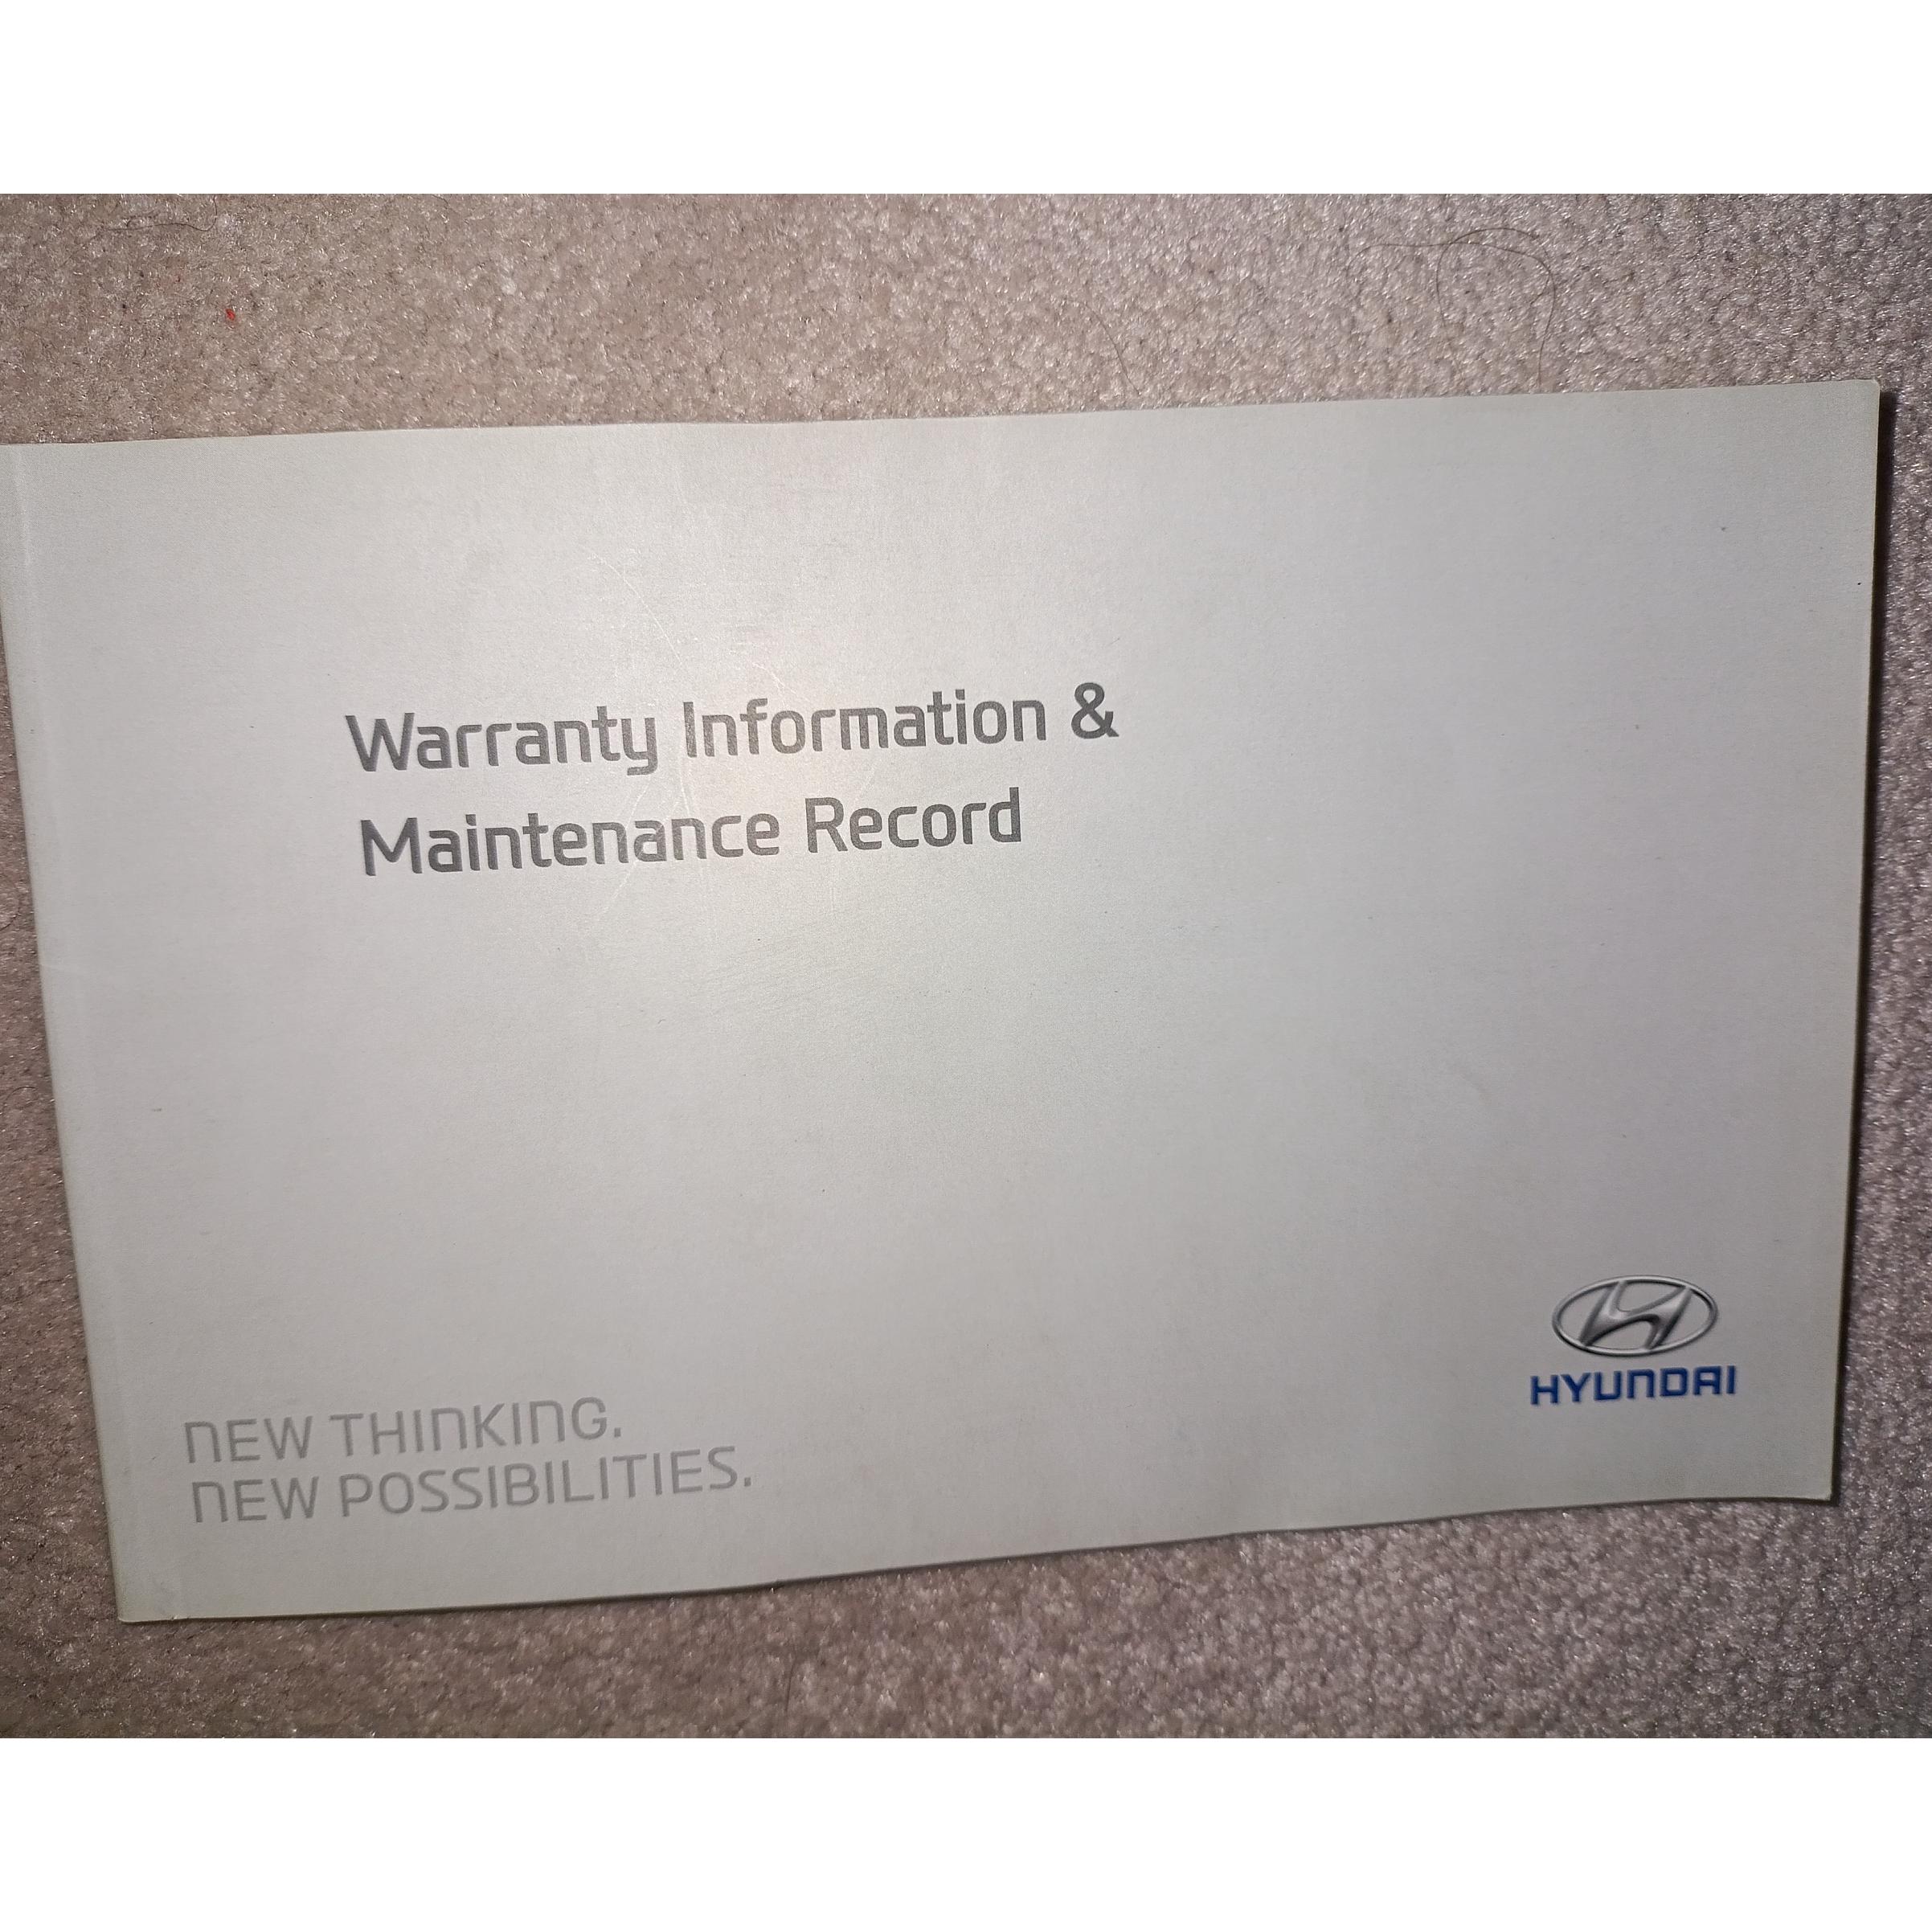 Warranty Information &
Maintenance Record
NEW THINKING.
NEW POSSIBILITIES.
HYUNDAI